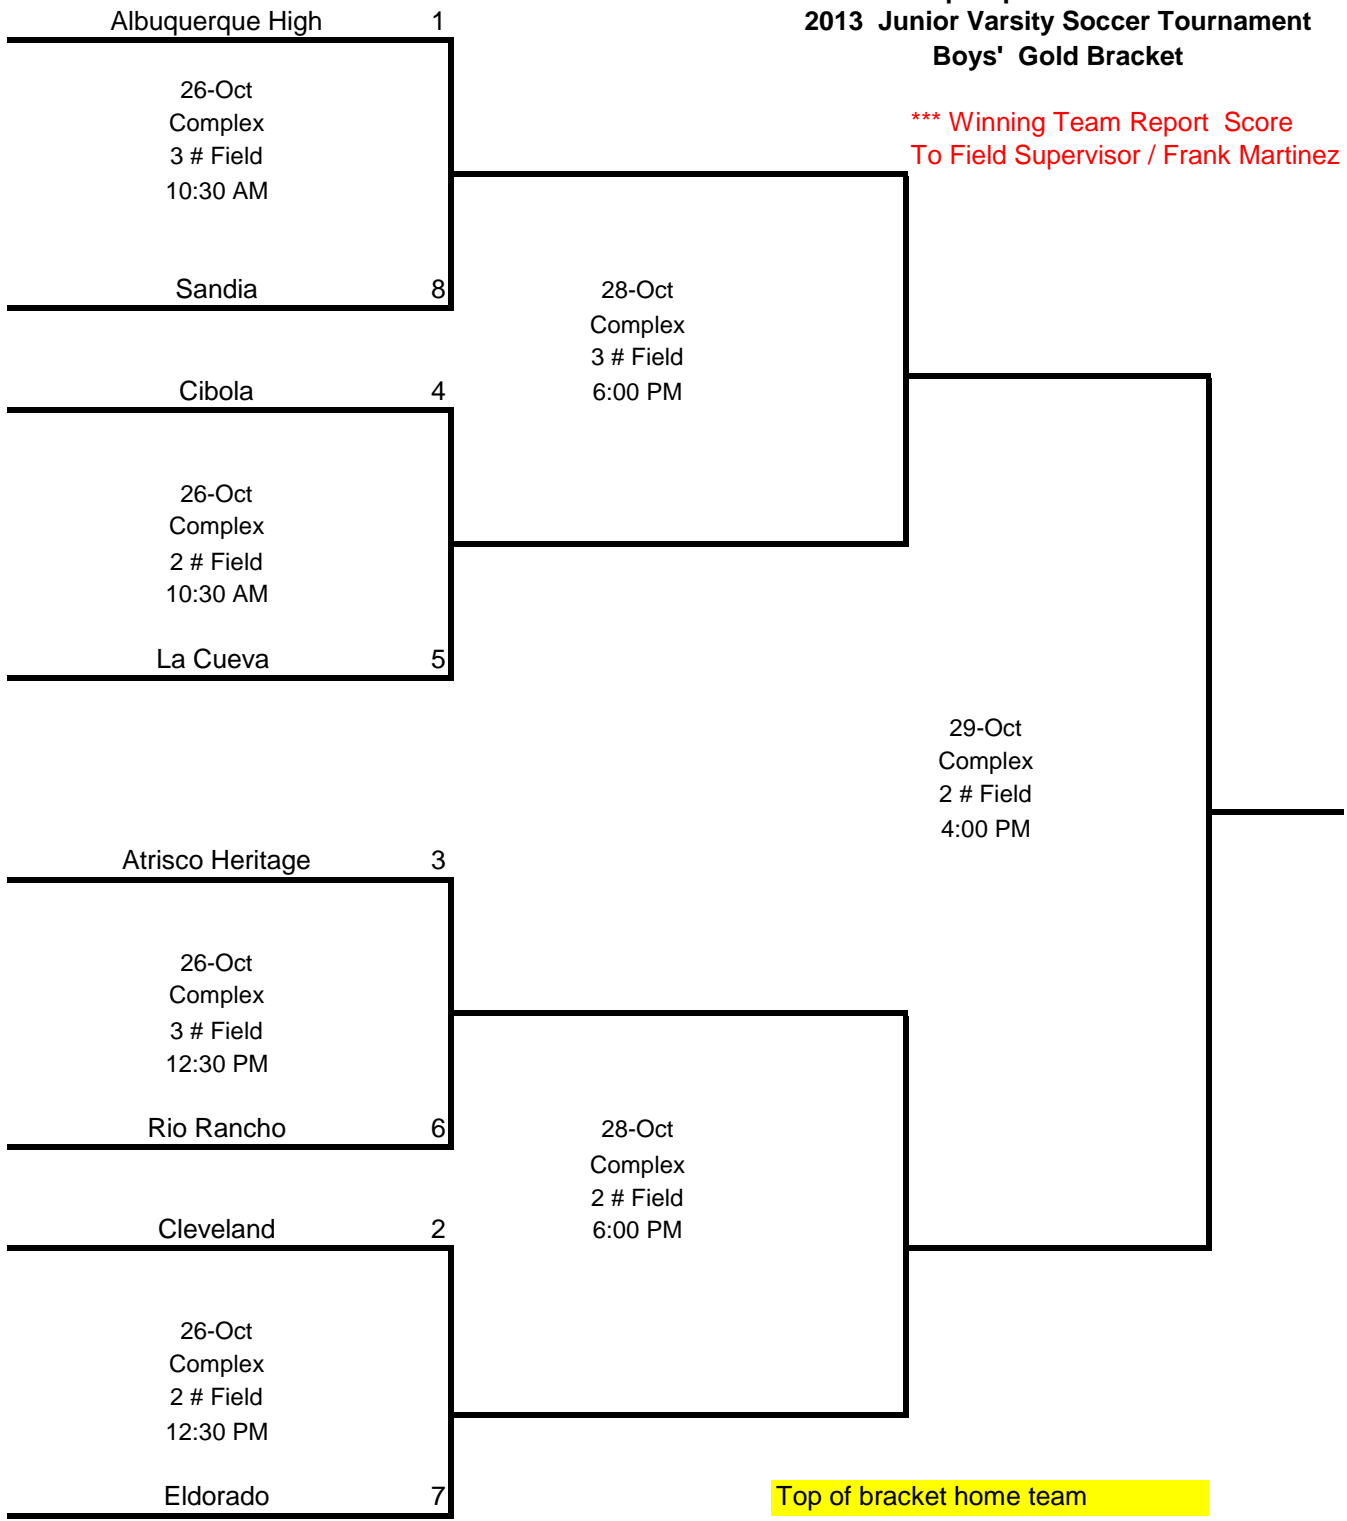 Albuquerque High 1
2013 Junior Varsity Soccer Tournament
Boys' Gold Bracket
*** Winning Team Report Score
To Field Supervisor / Frank Martinez
26-Oct
Complex
3 # Field
10:30 AM
Sandia 8
28-Oct
Complex
3 # Field
6:00 PM
Cibola 4
26-Oct
Complex
2 # Field
10:30 AM
La Cueva 5
29-Oct
Complex
2 # Field
4:00 PM
Atrisco Heritage 3
26-Oct
Complex
3 # Field
12:30 PM
Rio Rancho 6
28-Oct
Complex
2 # Field
6:00 PM
Cleveland 2
26-Oct
Complex
2 # Field
12:30 PM
Eldorado 7
Top of bracket home team